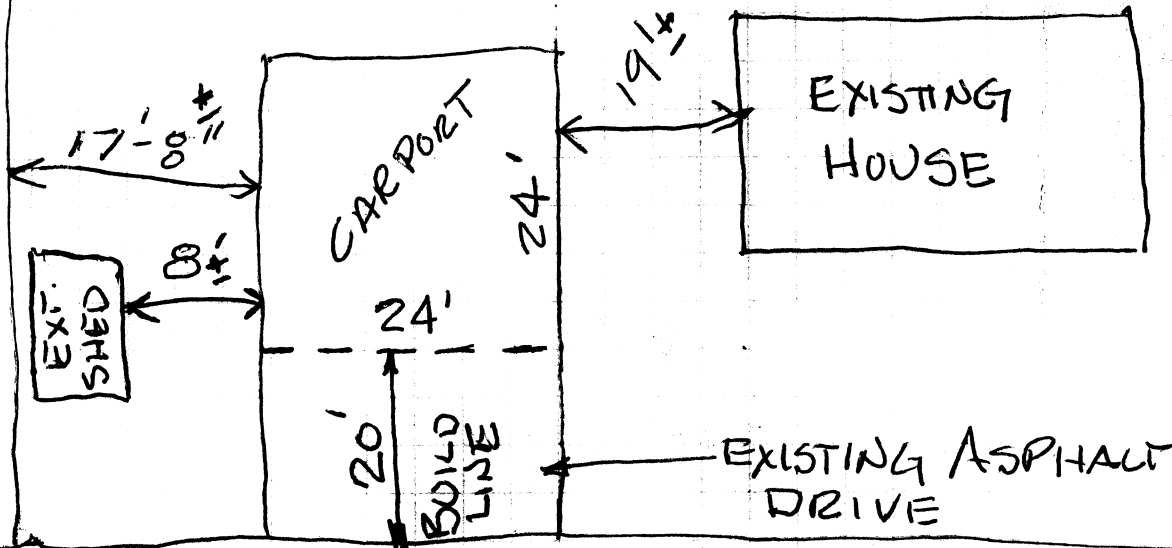 17'-8"±
8'±
EXT.
SHED
CARPORT
24'
24'
20'
BUILD
LINE
19'±
EXISTING
HOUSE
EXISTING ASPHALT
DRIVE